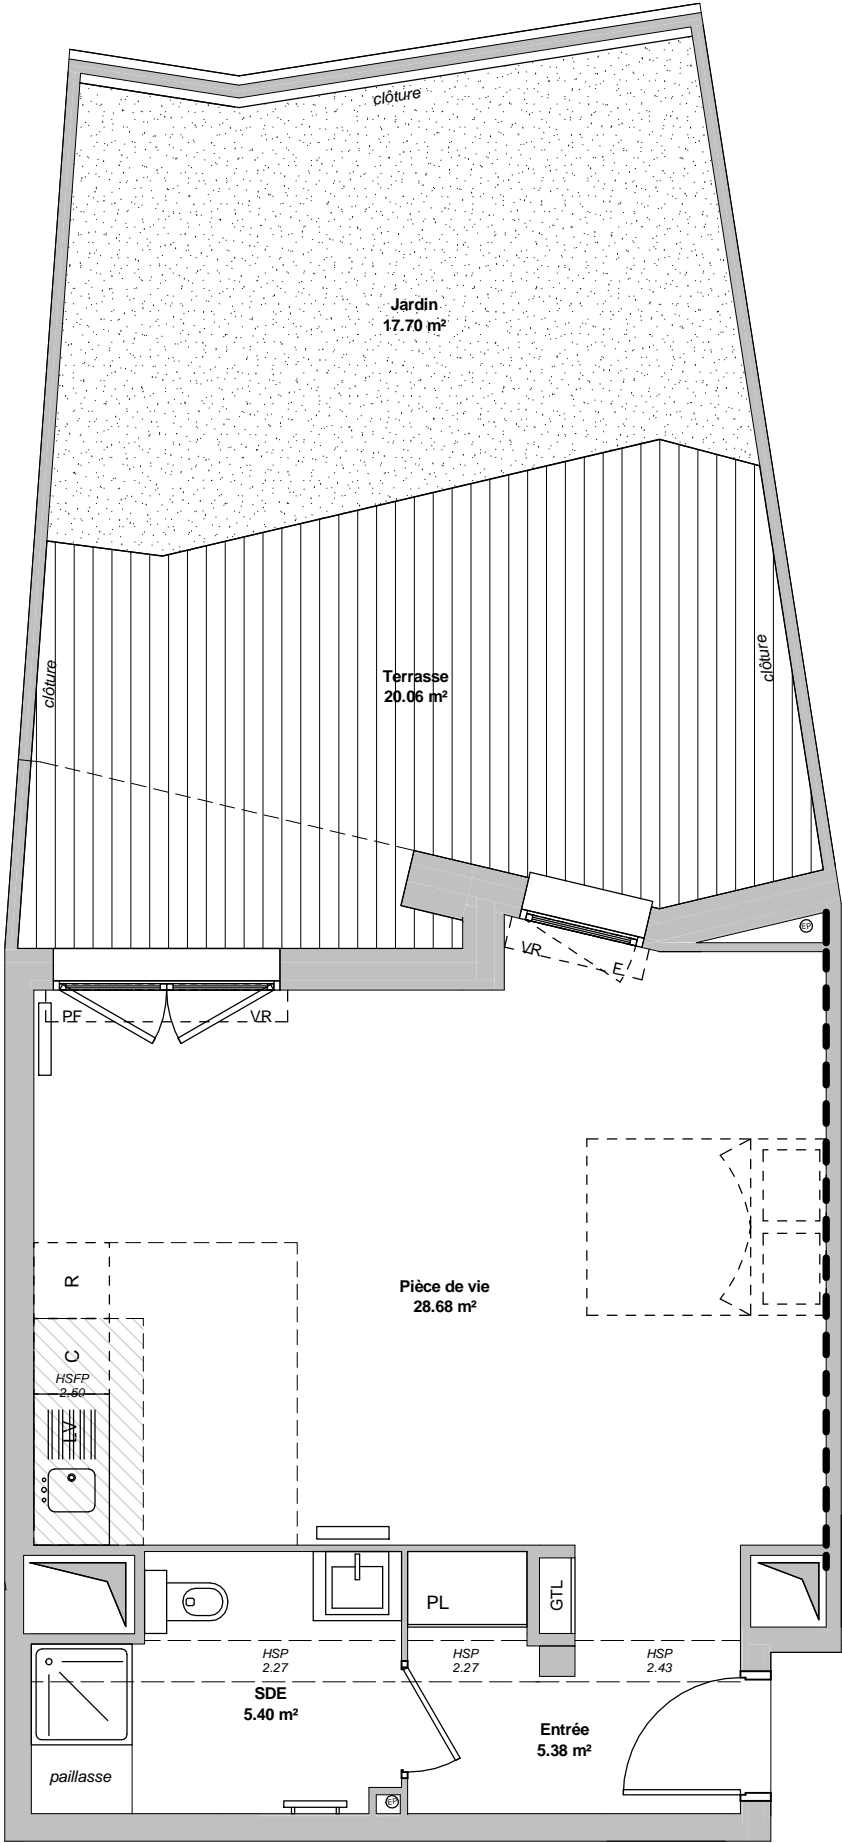 clôture
Jardin
17.70 m²
clôture
Terrasse
20.06 m²
clôture
EP
VR
E
PF
VR
R
Pièce de vie
28.68 m²
C
HSFP
2.60
LV
PL
GTL
HSP
2.27
HSP
2.27
HSP
2.43
SDE
5.40 m²
Entrée
5.38 m²
paillasse
EP